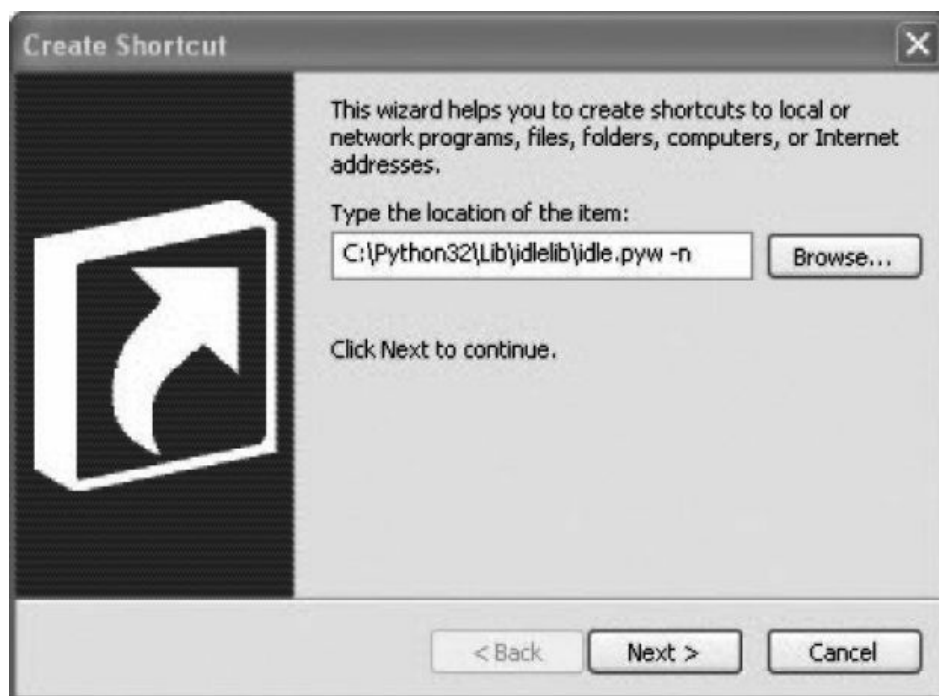 Create Shortcut
This wizard helps you to create shortcuts to local or
network programs, files, folders, computers, or Internet
addresses.
Type the location of the item:
C:\Python32\Lib\idlelib\idle.pyw -n
Browse...
Click Next to continue.
< Back
Next >
Cancel